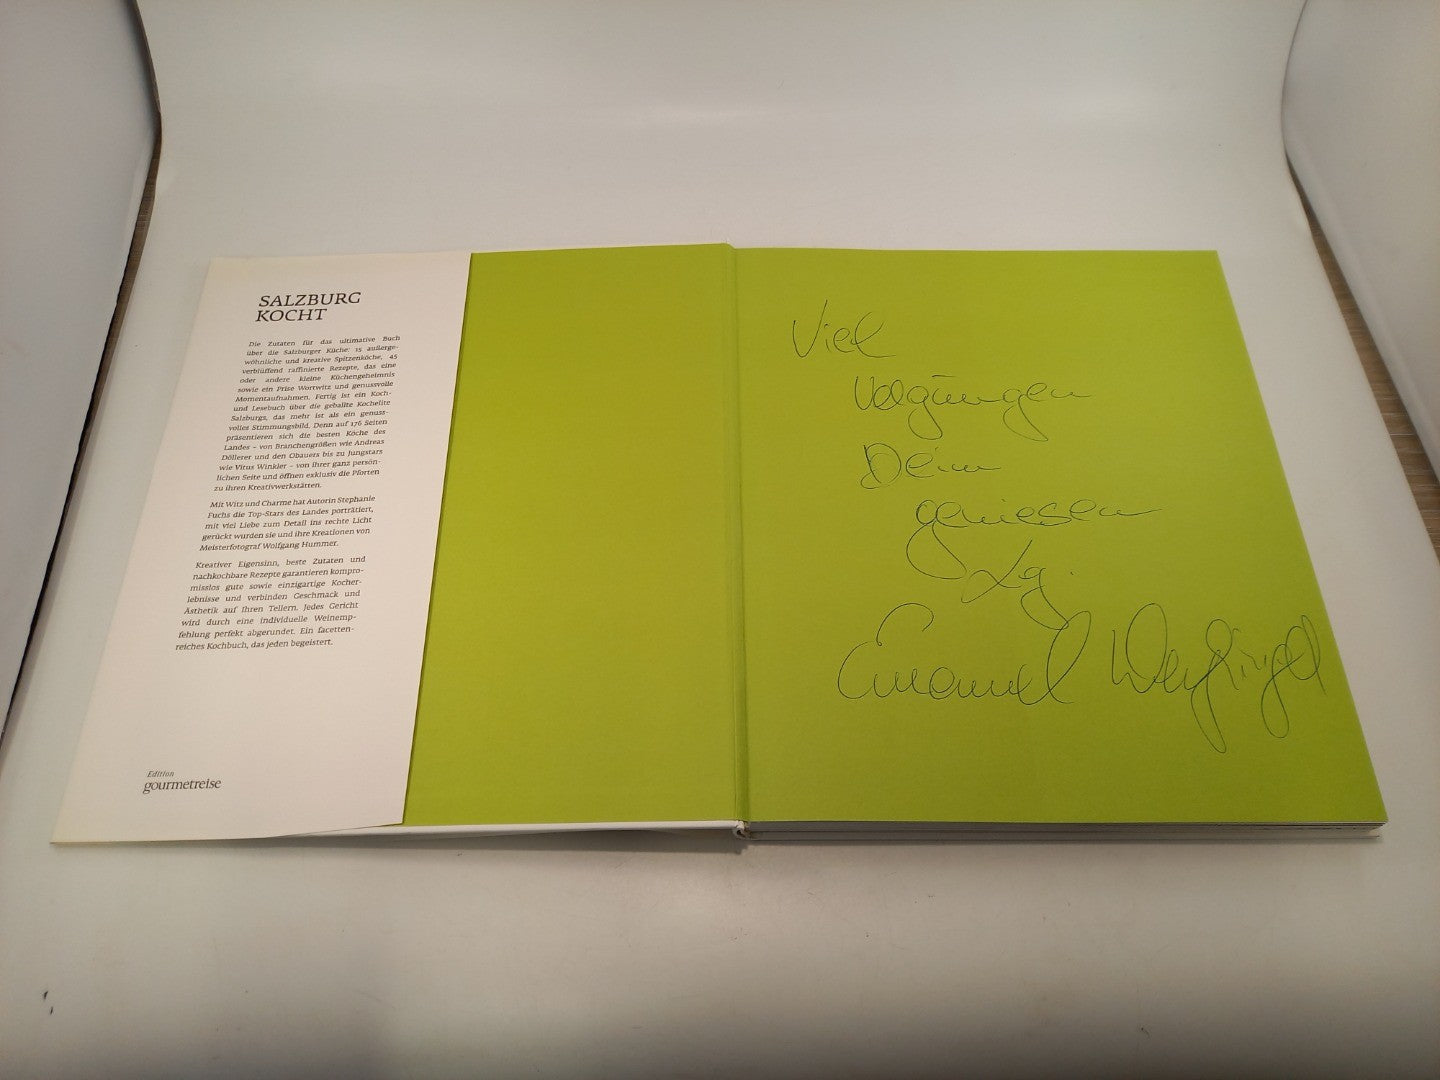 SALZBURG
KOCHT
Die Zutaten für das ultimative Buch
über die Salzburger Küche: 15 außerge-
wöhnliche und kreative Spitzenköche, 45
verblüffend raffinierte Rezepte, das eine
oder andere kleine Küchengeheimnis
sowie ein Prise Wortwitz und genussvolle
Momentaufnahmen. Fertig ist ein Koch-
und Lesebuch über die geballte Kochelite
Salzburgs, das mehr ist als ein genuss-
volles Stimmungsbild. Denn auf 176 Seiten
präsentieren sich die besten Köche des
Landes – von Branchengrößen wie Andreas
Döllerer und den Obauers bis zu Jungstars
wie Vitus Winkler – von ihrer ganz persön-
lichen Seite und öffnen exklusiv die Pforten
zu ihren Kreativwerkstätten.
Mit Witz und Charme hat Autorin Stephanie
Fuchs die Top-Stars des Landes porträtiert,
mit viel Liebe zum Detail ins rechte Licht
gerückt wurden sie und ihre Kreationen von
Meisterfotograf Wolfgang Hummer.
Kreativer Eigensinn, beste Zutaten und
nachkochbare Rezepte garantieren kompro-
misslos gute sowie einzigartige Kocher-
lebnisse und verbinden Geschmack und
Ästhetik auf Ihren Tellern. Jedes Gericht
wird durch eine individuelle Weinemp-
fehlung perfekt abgerundet. Ein facetten-
reiches Kochbuch, das jeden begeistert.
Edition
gourmetreise
Viel
Beim
geniesen
Lg.
Emanuel